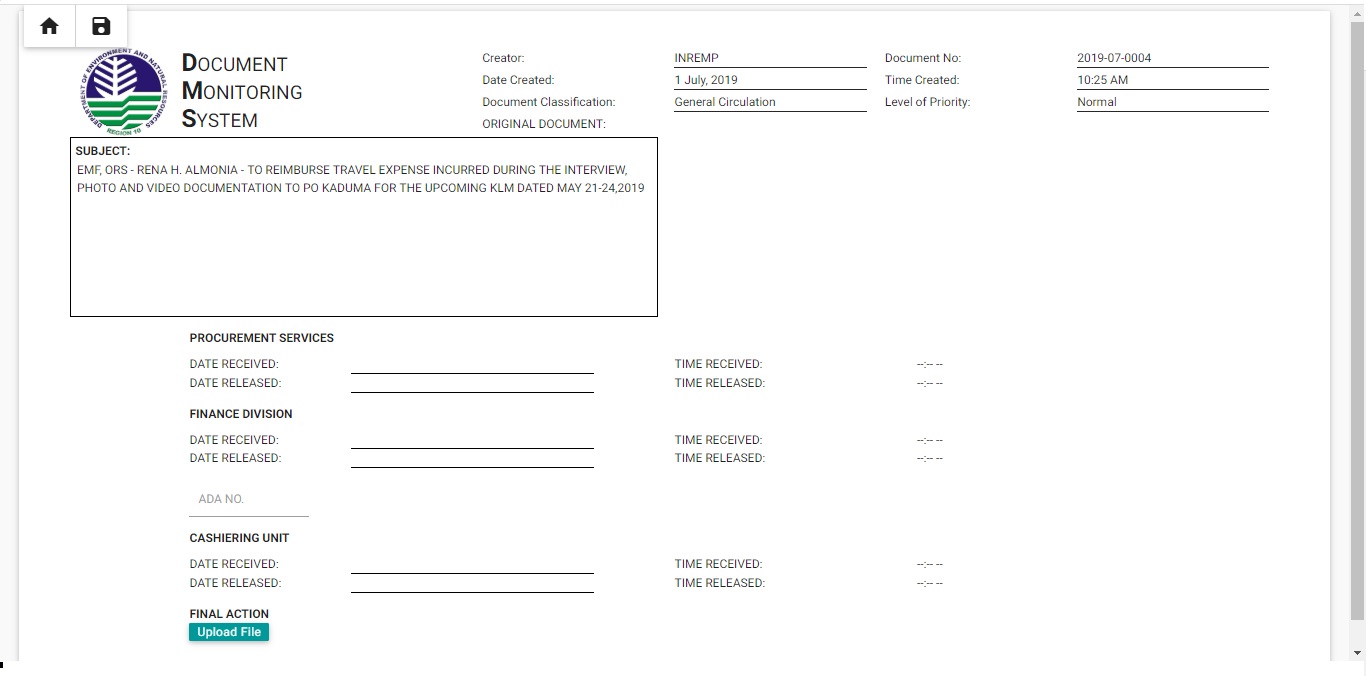 DEPARTMENT OF ENVIRONMENT AND NATURAL RESOURCES
REGION 10
DOCUMENT
MONITORING
SYSTEM
Creator: INREMP Document No: 2019-07-0004
Date Created: 1 July, 2019 Time Created: 10:25 AM
Document Classification: General Circulation Level of Priority: Normal
ORIGINAL DOCUMENT:
SUBJECT:
EMF, ORS - RENA H. ALMONIA - TO REIMBURSE TRAVEL EXPENSE INCURRED DURING THE INTERVIEW,
PHOTO AND VIDEO DOCUMENTATION TO PO KADUMA FOR THE UPCOMING KLM DATED MAY 21-24,2019
PROCUREMENT SERVICES
DATE RECEIVED: TIME RECEIVED: --:-- --
DATE RELEASED: TIME RELEASED: --:-- --
FINANCE DIVISION
DATE RECEIVED: TIME RECEIVED: --:-- --
DATE RELEASED: TIME RELEASED: --:-- --
ADA NO.
CASHIERING UNIT
DATE RECEIVED: TIME RECEIVED: --:-- --
DATE RELEASED: TIME RELEASED: --:-- --
FINAL ACTION
Upload File